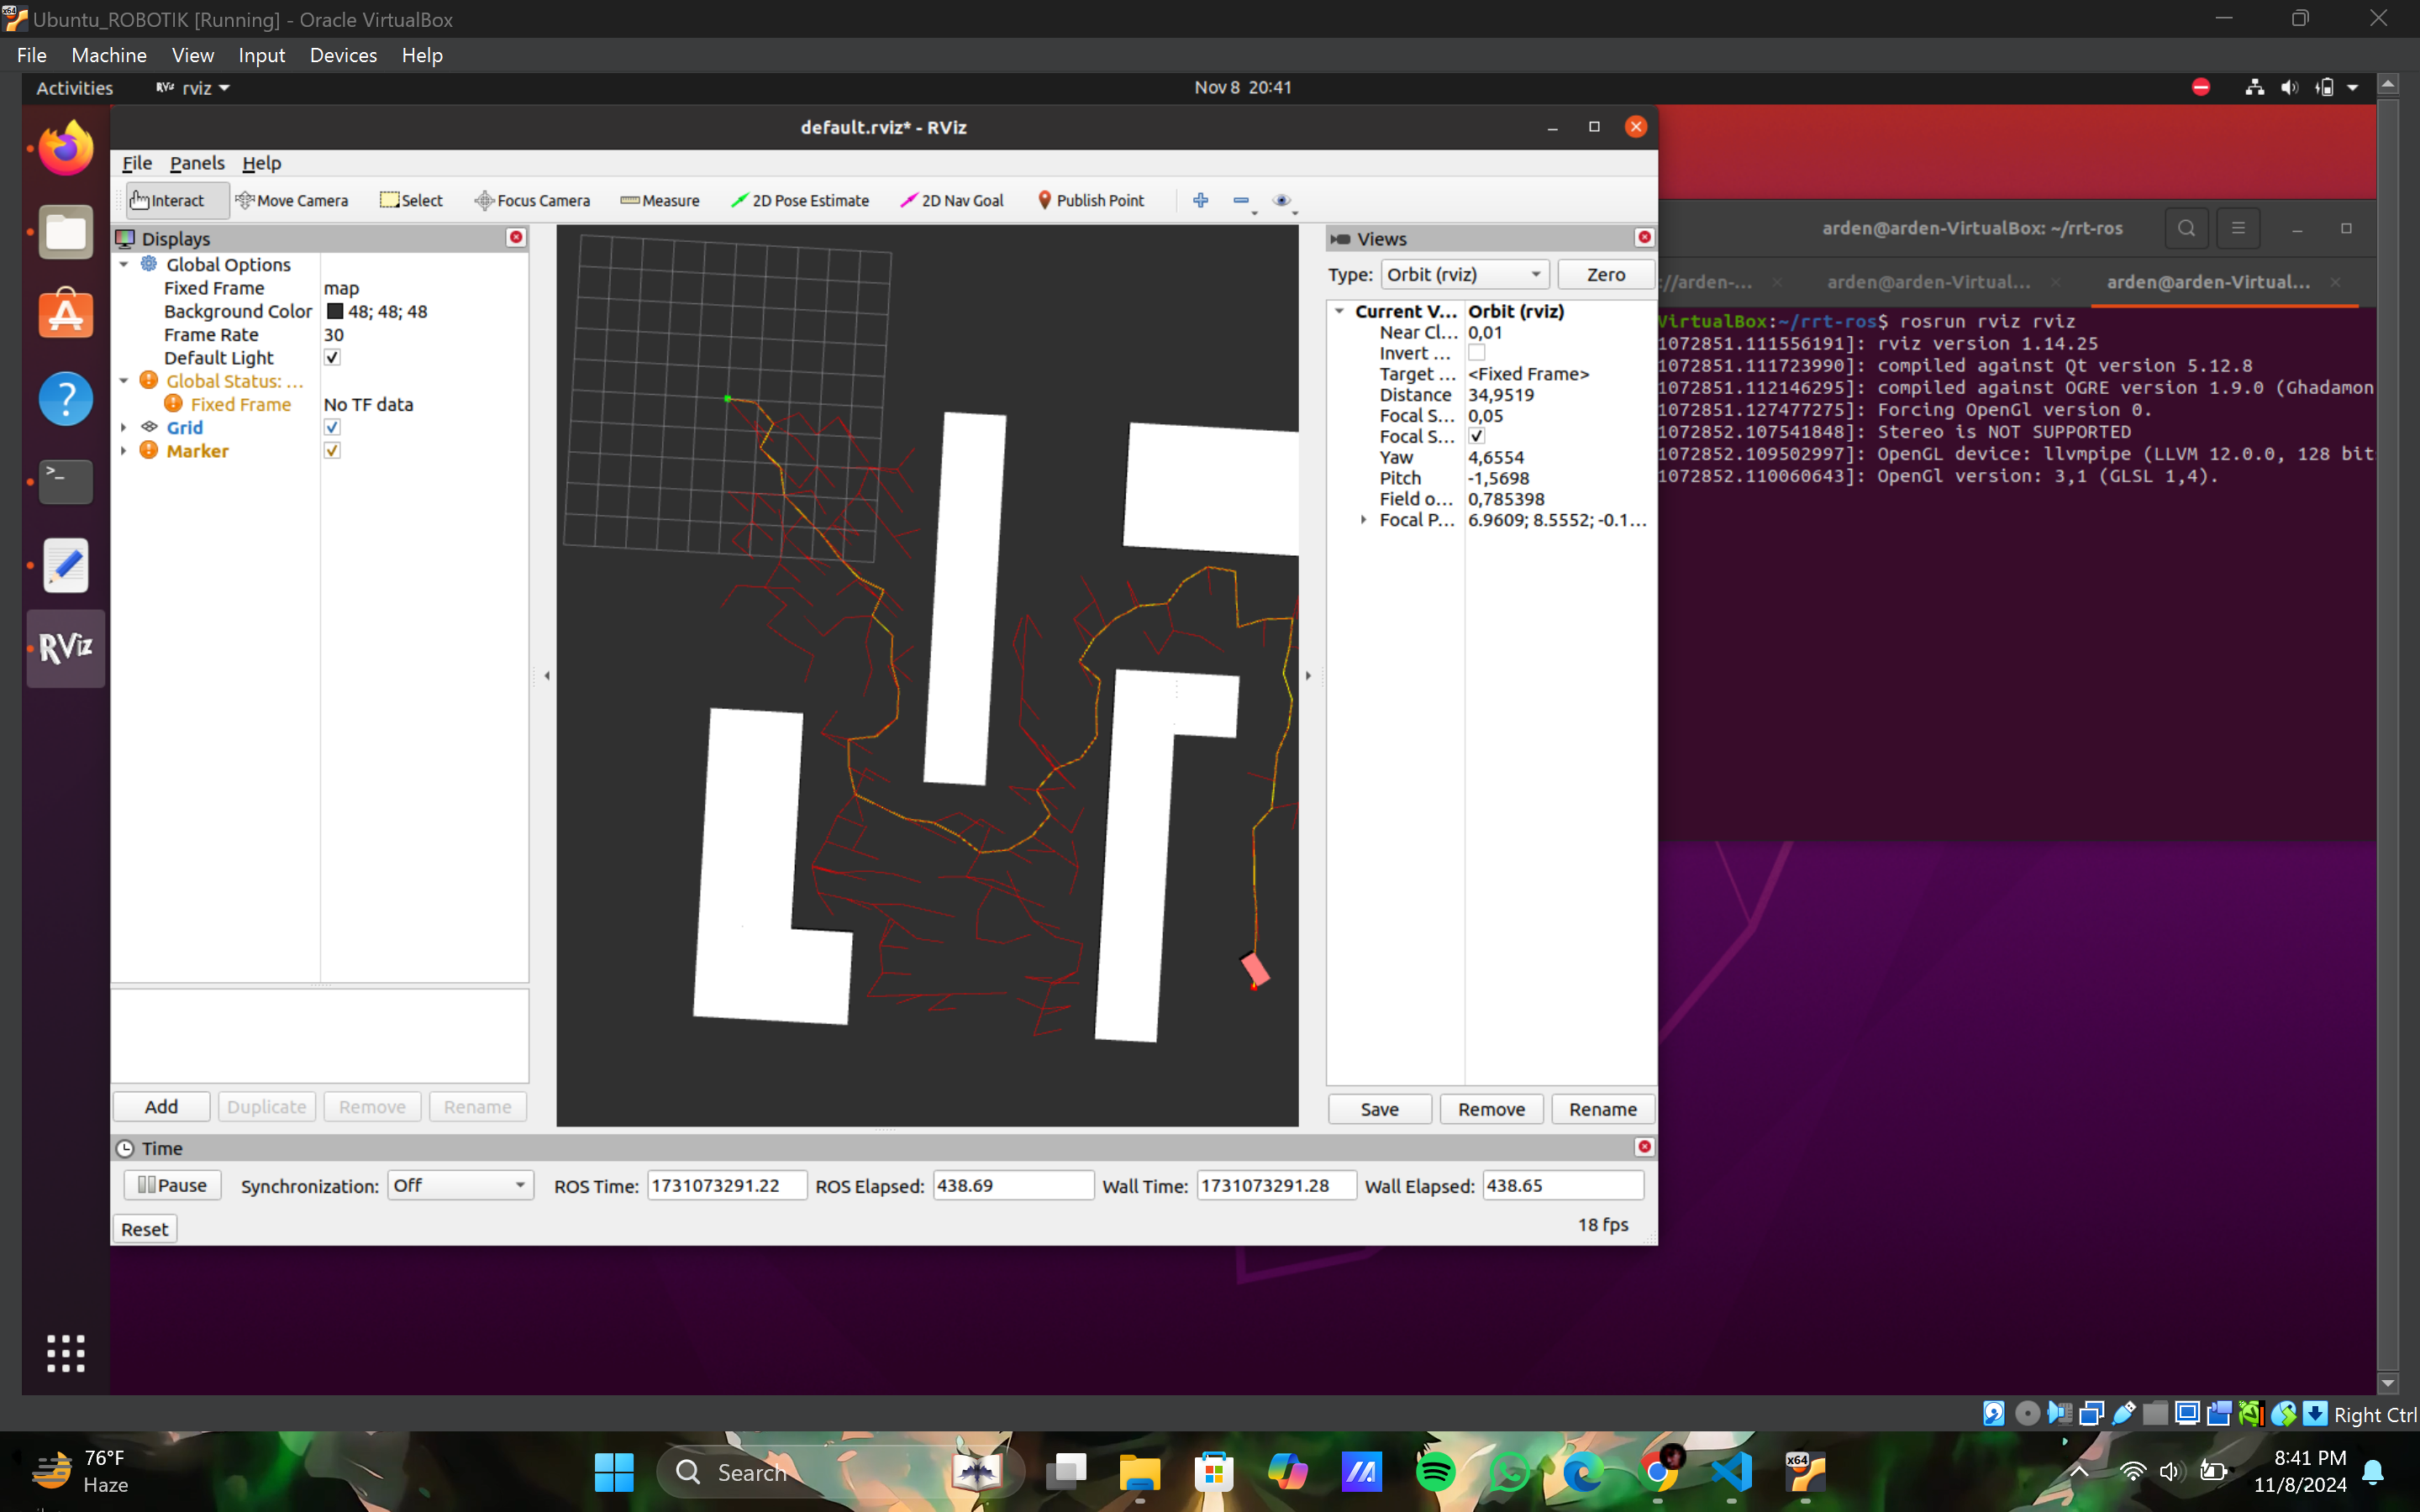 Ubuntu_ROBOTIK [Running] - Oracle VirtualBox
File Machine View Input Devices Help
Activities RViz rviz Nov 8 20:41
default.rviz* - RViz
File Panels Help
Interact Move Camera Select Focus Camera Measure 2D Pose Estimate 2D Nav Goal Publish Point
Displays
Global Options
Fixed Frame map
Background Color 48; 48; 48
Frame Rate 30
Default Light
Global Status: ...
Fixed Frame No TF data
Grid
Marker
Add Duplicate Remove Rename
Views
Type: Orbit (rviz) Zero
Current V... Orbit (rviz)
Near Cl... 0,01
Invert ...
Target ... <Fixed Frame>
Distance 34,9519
Focal S... 0,05
Focal S...
Yaw 4,6554
Pitch -1,5698
Field o... 0,785398
Focal P... 6.9609; 8.5552; -0.1...
Save Remove Rename
Time
Pause Synchronization: Off ROS Time: 1731073291.22 ROS Elapsed: 438.69 Wall Time: 1731073291.28 Wall Elapsed: 438.65
Reset 18 fps
RViz
arden@arden-VirtualBox: ~/rrt-ros
://arden-... arden@arden-Virtual... arden@arden-Virtual...
VirtualBox:~/rrt-ros$ rosrun rviz rviz
1072851.111556191]: rviz version 1.14.25
1072851.111723990]: compiled against Qt version 5.12.8
1072851.112146295]: compiled against OGRE version 1.9.0 (Ghadamon
1072851.127477275]: Forcing OpenGl version 0.
1072852.107541848]: Stereo is NOT SUPPORTED
1072852.109502997]: OpenGL device: llvmpipe (LLVM 12.0.0, 128 bit
1072852.110060643]: OpenGl version: 3,1 (GLSL 1,4).
Right Ctrl
76°F
Haze
Search
x64
8:41 PM
11/8/2024